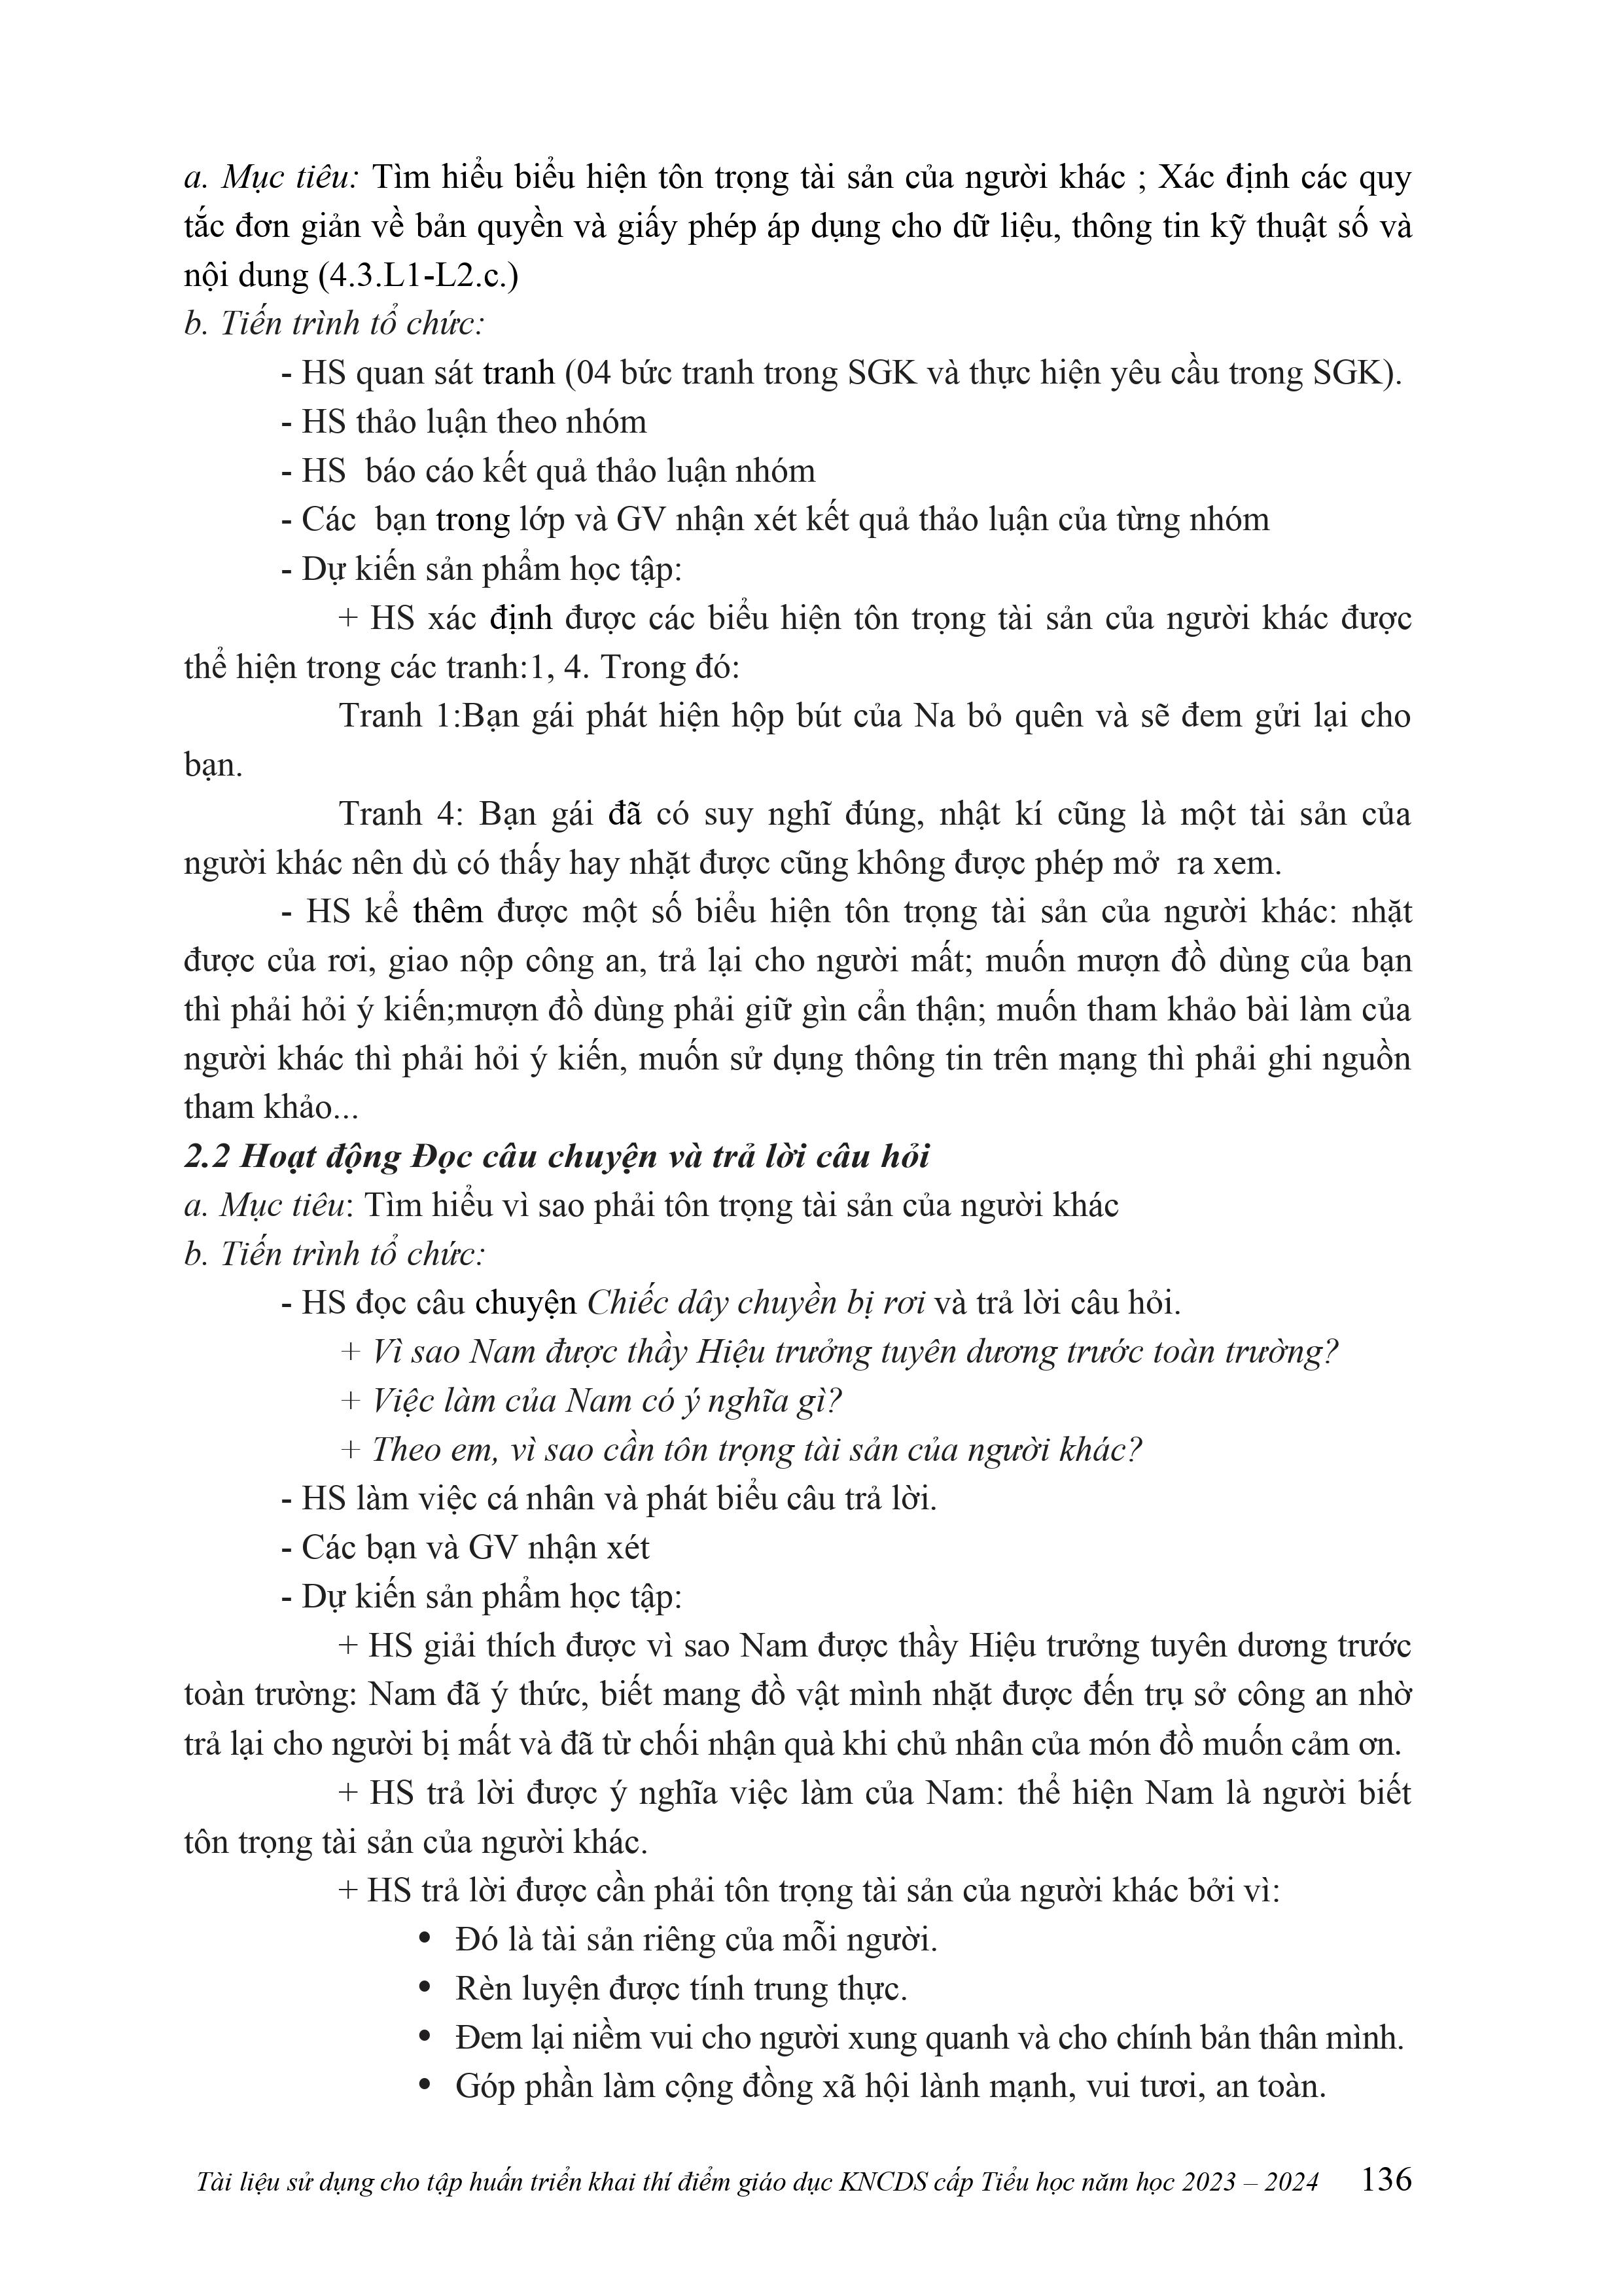 a. Mục tiêu: Tìm hiểu biểu hiện tôn trọng tài sản của người khác ; Xác định các quy
tắc đơn giản về bản quyền và giấy phép áp dụng cho dữ liệu, thông tin kỹ thuật số và
nội dung (4.3.L1-L2.c.)
b. Tiến trình tổ chức:
- HS quan sát tranh (04 bức tranh trong SGK và thực hiện yêu cầu trong SGK).
- HS thảo luận theo nhóm
- HS  báo cáo kết quả thảo luận nhóm
- Các  bạn trong lớp và GV nhận xét kết quả thảo luận của từng nhóm
- Dự kiến sản phẩm học tập:
+ HS xác định được các biểu hiện tôn trọng tài sản của người khác được
thể hiện trong các tranh:1, 4. Trong đó:
Tranh 1:Bạn gái phát hiện hộp bút của Na bỏ quên và sẽ đem gửi lại cho
bạn.
Tranh 4: Bạn gái đã có suy nghĩ đúng, nhật kí cũng là một tài sản của
người khác nên dù có thấy hay nhặt được cũng không được phép mở  ra xem.
- HS kể thêm được một số biểu hiện tôn trọng tài sản của người khác: nhặt
được của rơi, giao nộp công an, trả lại cho người mất; muốn mượn đồ dùng của bạn
thì phải hỏi ý kiến;mượn đồ dùng phải giữ gìn cẩn thận; muốn tham khảo bài làm của
người khác thì phải hỏi ý kiến, muốn sử dụng thông tin trên mạng thì phải ghi nguồn
tham khảo...
2.2 Hoạt động Đọc câu chuyện và trả lời câu hỏi
a. Mục tiêu: Tìm hiểu vì sao phải tôn trọng tài sản của người khác
b. Tiến trình tổ chức:
- HS đọc câu chuyện Chiếc dây chuyền bị rơi và trả lời câu hỏi.
+ Vì sao Nam được thầy Hiệu trưởng tuyên dương trước toàn trường?
+ Việc làm của Nam có ý nghĩa gì?
+ Theo em, vì sao cần tôn trọng tài sản của người khác?
- HS làm việc cá nhân và phát biểu câu trả lời.
- Các bạn và GV nhận xét
- Dự kiến sản phẩm học tập:
+ HS giải thích được vì sao Nam được thầy Hiệu trưởng tuyên dương trước
toàn trường: Nam đã ý thức, biết mang đồ vật mình nhặt được đến trụ sở công an nhờ
trả lại cho người bị mất và đã từ chối nhận quà khi chủ nhân của món đồ muốn cảm ơn.
+ HS trả lời được ý nghĩa việc làm của Nam: thể hiện Nam là người biết
tôn trọng tài sản của người khác.
+ HS trả lời được cần phải tôn trọng tài sản của người khác bởi vì:
• Đó là tài sản riêng của mỗi người.
• Rèn luyện được tính trung thực.
• Đem lại niềm vui cho người xung quanh và cho chính bản thân mình.
• Góp phần làm cộng đồng xã hội lành mạnh, vui tươi, an toàn.
Tài liệu sử dụng cho tập huấn triển khai thí điểm giáo dục KNCDS cấp Tiểu học năm học 2023 – 2024 136